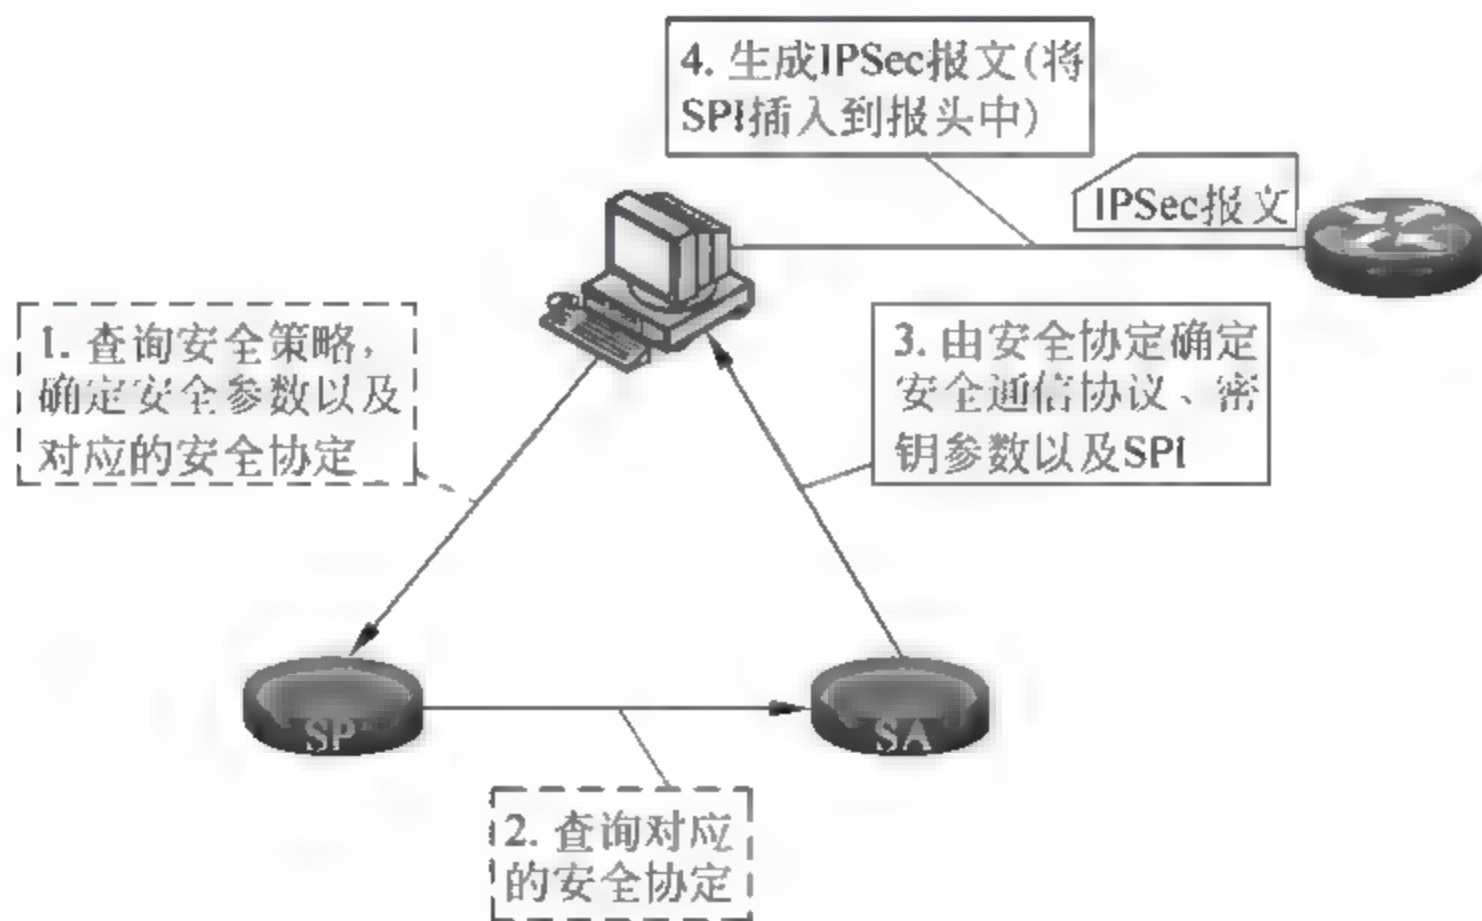 4. 生成IPSec报文(将
SPI插入到报头中)
IPSec报文
1. 查询安全策略,
确定安全参数以及
对应的安全协定
3. 由安全协定确定
安全通信协议、密
钥参数以及SPI
SP
SA
2. 查询对应
的安全协定